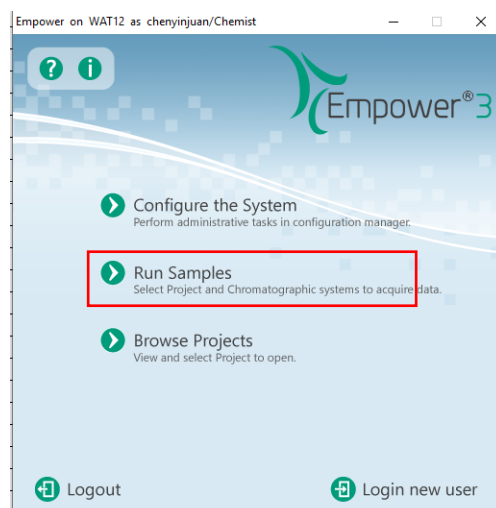 Empower on WAT12 as chenyinjuan/Chemist
Empower®3
Configure the System
Perform administrative tasks in configuration manager.
Run Samples
Select Project and Chromatographic systems to acquire data.
Browse Projects
View and select Project to open.
Logout
Login new user